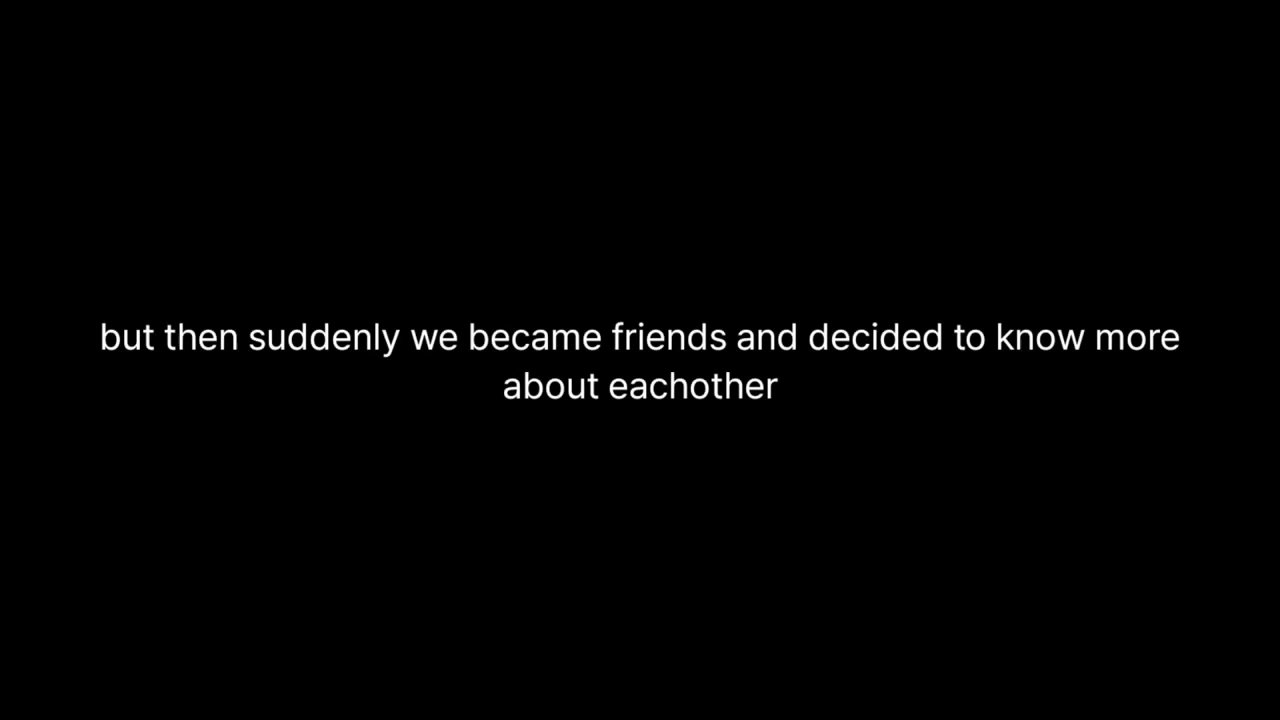 but then suddenly we became friends and decided to know more
about eachother